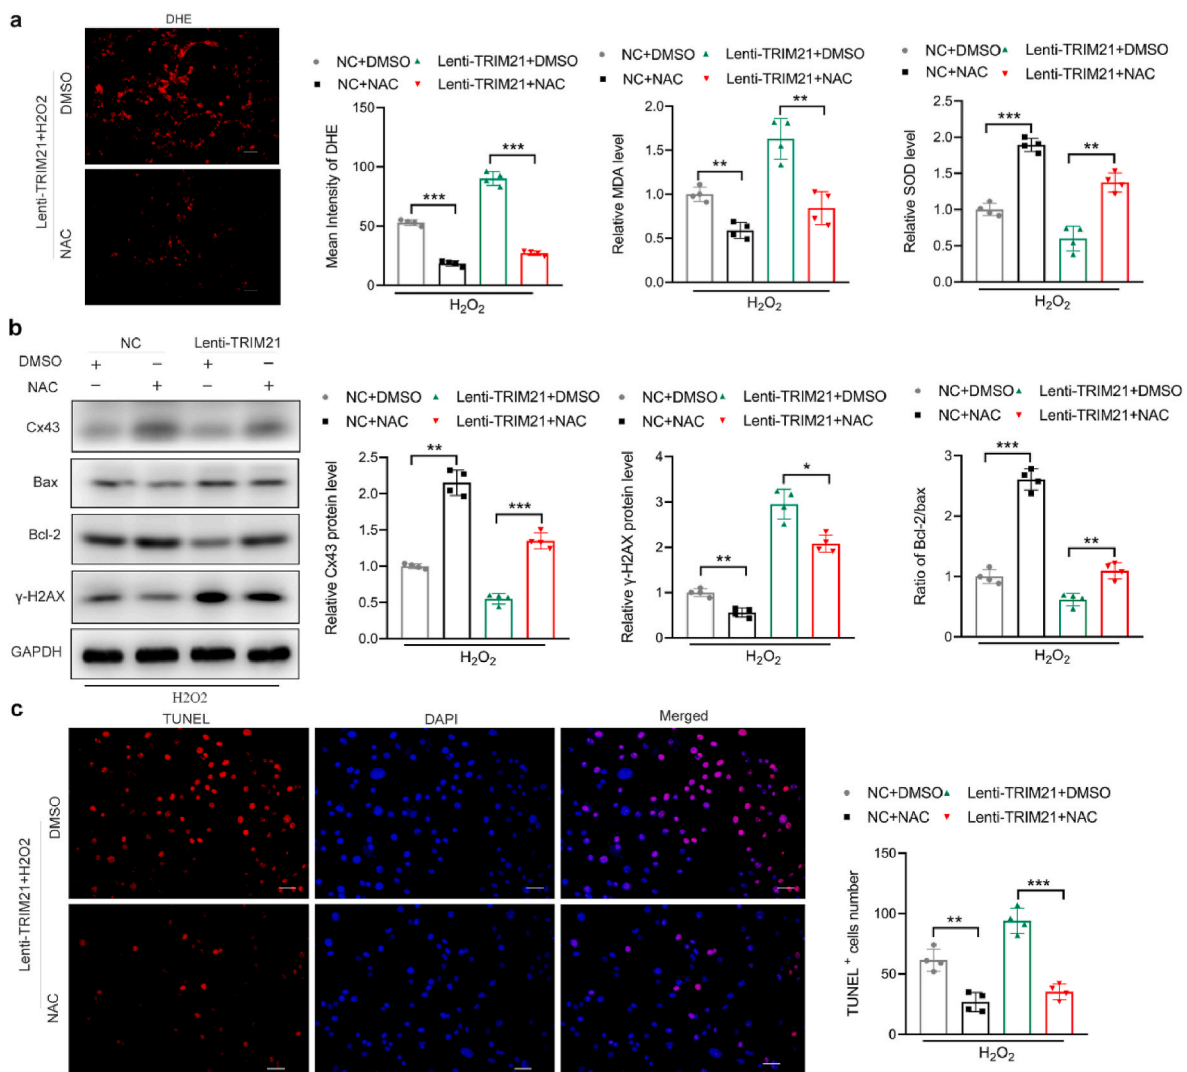 a
DHE
Lenti-TRIM21+H2O2
DMSO
NAC
NC+DMSO Lenti-TRIM21+DMSO
NC+NAC Lenti-TRIM21+NAC
Mean Intensity of DHE
150
100
50
0
***
***
H2O2
NC+DMSO Lenti-TRIM21+DMSO
NC+NAC Lenti-TRIM21+NAC
Relative MDA level
2.0
1.5
1.0
0.5
0.0
**
**
H2O2
NC+DMSO Lenti-TRIM21+DMSO
NC+NAC Lenti-TRIM21+NAC
Relative SOD level
2.5
2.0
1.5
1.0
0.5
0.0
***
**
H2O2
b
NC Lenti-TRIM21
DMSO + − + −
NAC − + − +
Cx43
Bax
Bcl-2
γ-H2AX
GAPDH
H2O2
NC+DMSO Lenti-TRIM21+DMSO
NC+NAC Lenti-TRIM21+NAC
Relative Cx43 protein level
2.5
2.0
1.5
1.0
0.5
0.0
**
***
H2O2
NC+DMSO Lenti-TRIM21+DMSO
NC+NAC Lenti-TRIM21+NAC
Relative γ-H2AX protein level
4
3
2
1
0
**
*
H2O2
NC+DMSO Lenti-TRIM21+DMSO
NC+NAC Lenti-TRIM21+NAC
Ratio of Bcl-2/bax
3
2
1
0
***
**
H2O2
c
TUNEL DAPI Merged
Lenti-TRIM21+H2O2
DMSO
NAC
NC+DMSO Lenti-TRIM21+DMSO
NC+NAC Lenti-TRIM21+NAC
TUNEL + cells number
150
100
50
0
**
***
H2O2